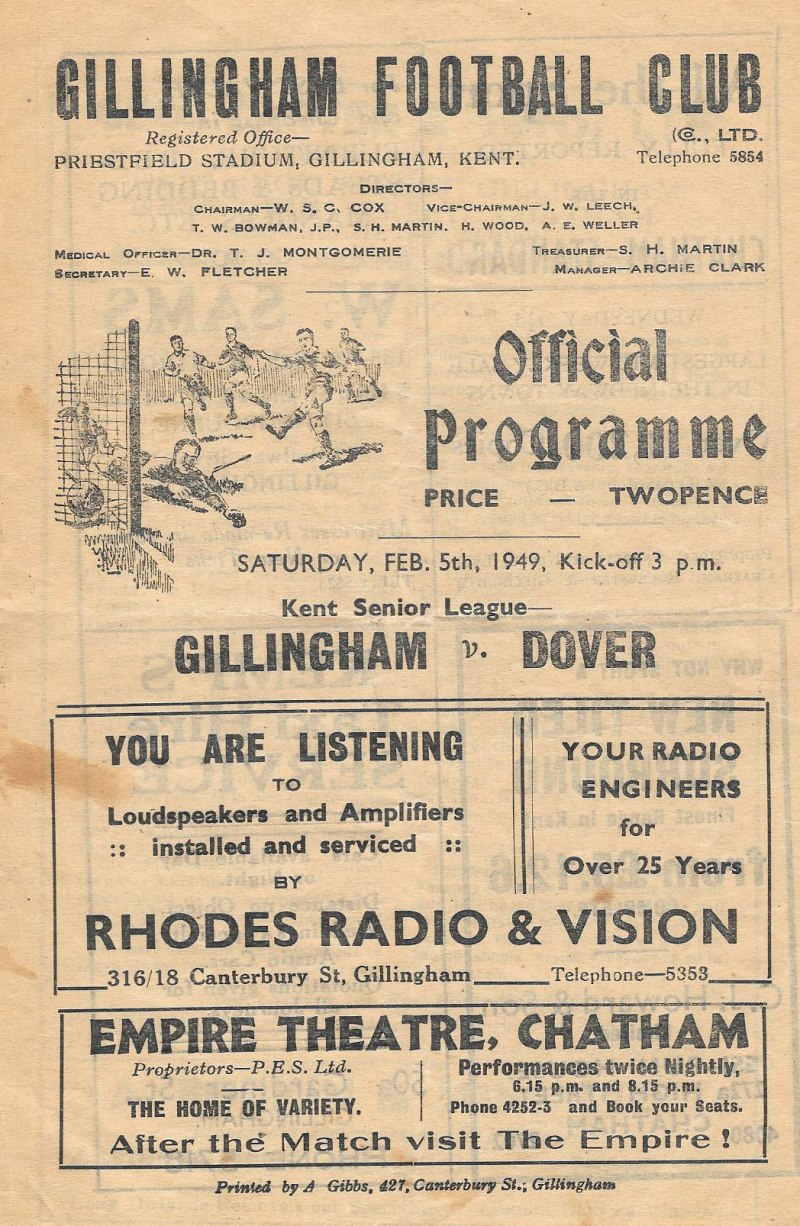 GILLINGHAM FOOTBALL CLUB
Registered Office—
(Co., LTD.
PRIESTFIELD STADIUM, GILLINGHAM, KENT.
Telephone 5854
DIRECTORS—
CHAIRMAN—W. S. C. COX VICE-CHAIRMAN—J. W. LEECH,
T. W. BOWMAN, J.P., S. H. MARTIN. H. WOOD, A. E. WELLER
MEDICAL OFFICER—DR. T. J. MONTGOMERIE
TREASURER—S. H. MARTIN
SECRETARY—E. W. FLETCHER
MANAGER—ARCHIE CLARK
Official
Programme
PRICE — TWOPENCE
SATURDAY, FEB. 5th, 1949, Kick-off 3 p.m.
Kent Senior League—
GILLINGHAM v. DOVER
YOU ARE LISTENING
TO
Loudspeakers and Amplifiers
:: installed and serviced ::
BY
YOUR RADIO
ENGINEERS
for
Over 25 Years
RHODES RADIO & VISION
316/18 Canterbury St, Gillingham
Telephone—5353
EMPIRE THEATRE, CHATHAM
Proprietors—P.E.S. Ltd.
THE HOME OF VARIETY.
Performances twice Nightly,
6.15 p.m. and 8.15 p.m.
Phone 4252-3 and Book your Seats.
After the Match visit The Empire !
Printed by A Gibbs, 427, Canterbury St., Gillingham